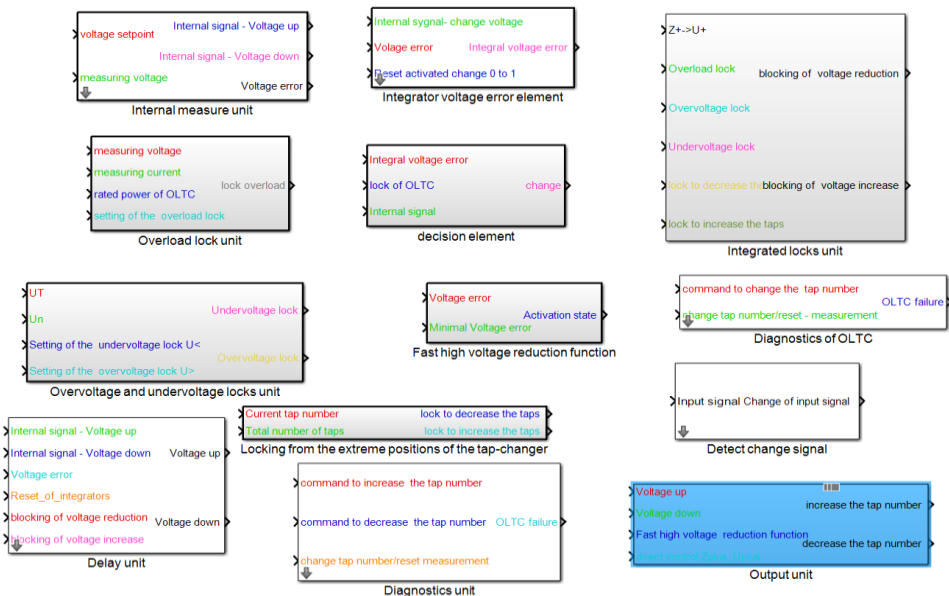 voltage setpoint
Internal signal - Voltage up
Internal signal - Voltage down
measuring voltage
Voltage error
Internal measure unit
Internal sygnal- change voltage
Volage error
Integral voltage error
Reset activated change 0 to 1
Integrator voltage error element
Z+->U+
Overload lock
blocking of voltage reduction
Overvoltage lock
Undervoltage lock
lock to decrease the
blocking of voltage increase
lock to increase the taps
Integrated locks unit
measuring voltage
measuring current
lock overload
rated power of OLTC
setting of the overload lock
Overload lock unit
Integral voltage error
lock of OLTC
change
Internal signal
decision element
UT
Undervoltage lock
Un
Setting of the undervoltage lock U<
Overvoltage lock
Setting of the overvoltage lock U>
Overvoltage and undervoltage locks unit
Voltage error
Activation state
Minimal Voltage error
Fast high voltage reduction function
command to change the tap number
OLTC failure
change tap number/reset - measurement
Diagnostics of OLTC
Input signal
Change of input signal
Detect change signal
Current tap number
lock to decrease the taps
Total number of taps
lock to increase the taps
Locking from the extreme positions of the tap-changer
Internal signal - Voltage up
Internal signal - Voltage down
Voltage up
Voltage error
Reset_of_integrators
blocking of voltage reduction
Voltage down
blocking of voltage increase
Delay unit
command to increase the tap number
command to decrease the tap number
OLTC failure
change tap number/reset measurement
Diagnostics unit
Voltage up
increase the tap number
Voltage down
Fast high voltage reduction function
decrease the tap number
Output unit